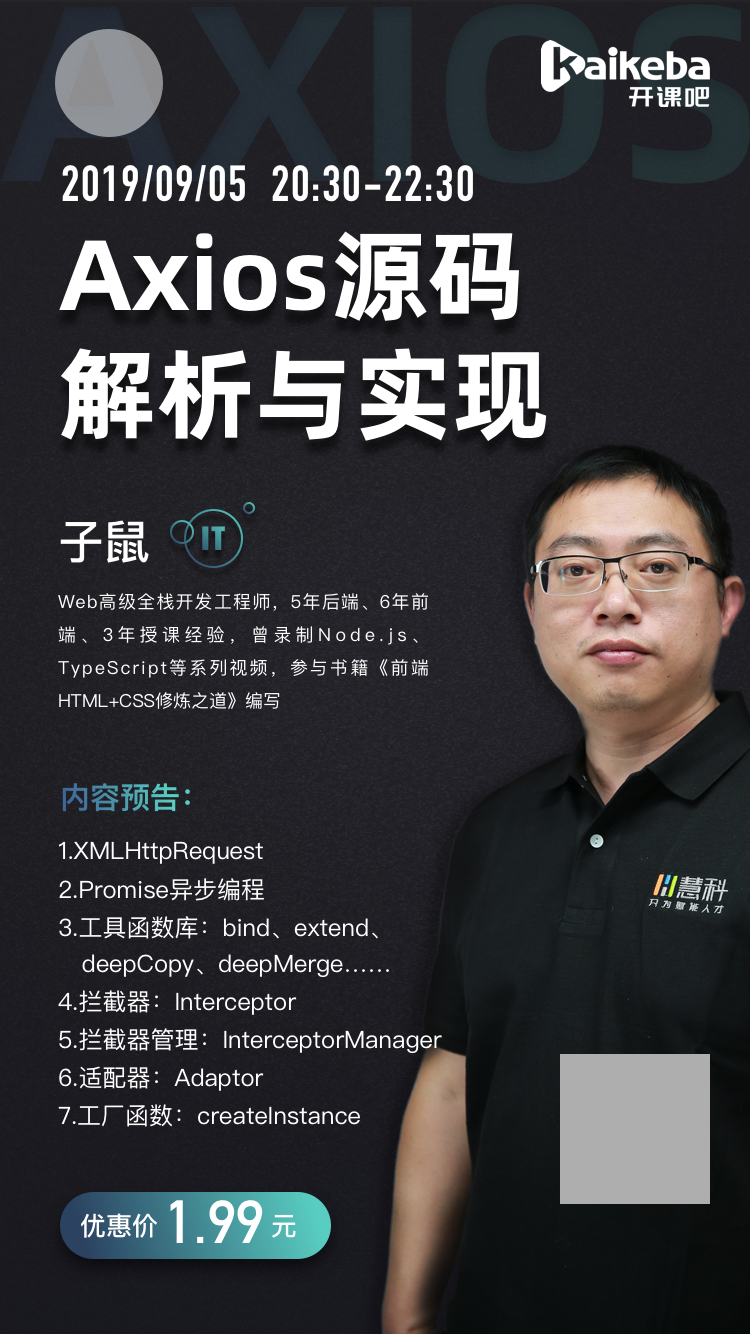 AXIOS
kaikeba
开课吧
2019/09/05 20:30-22:30
Axios源码
解析与实现
子鼠
IT
Web高级全栈开发工程师，5年后端、6年前
端、3年授课经验，曾录制Node.js、
TypeScript等系列视频，参与书籍《前端
HTML+CSS修炼之道》编写
内容预告：
1.XMLHttpRequest
2.Promise异步编程
3.工具函数库：bind、extend、
deepCopy、deepMerge……
4.拦截器：Interceptor
5.拦截器管理：InterceptorManager
6.适配器：Adaptor
7.工厂函数：createInstance
慧科
只为赋能人才
优惠价 1.99 元